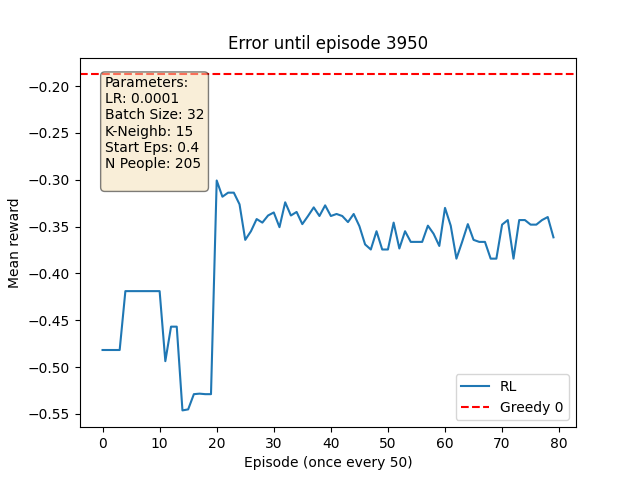 Error until episode 3950
Parameters:
LR: 0.0001
Batch Size: 32
K-Neighb: 15
Start Eps: 0.4
N People: 205
Mean reward
−0.20
−0.25
−0.30
−0.35
−0.40
−0.45
−0.50
−0.55
RL
Greedy 0
0 10 20 30 40 50 60 70 80
Episode (once every 50)